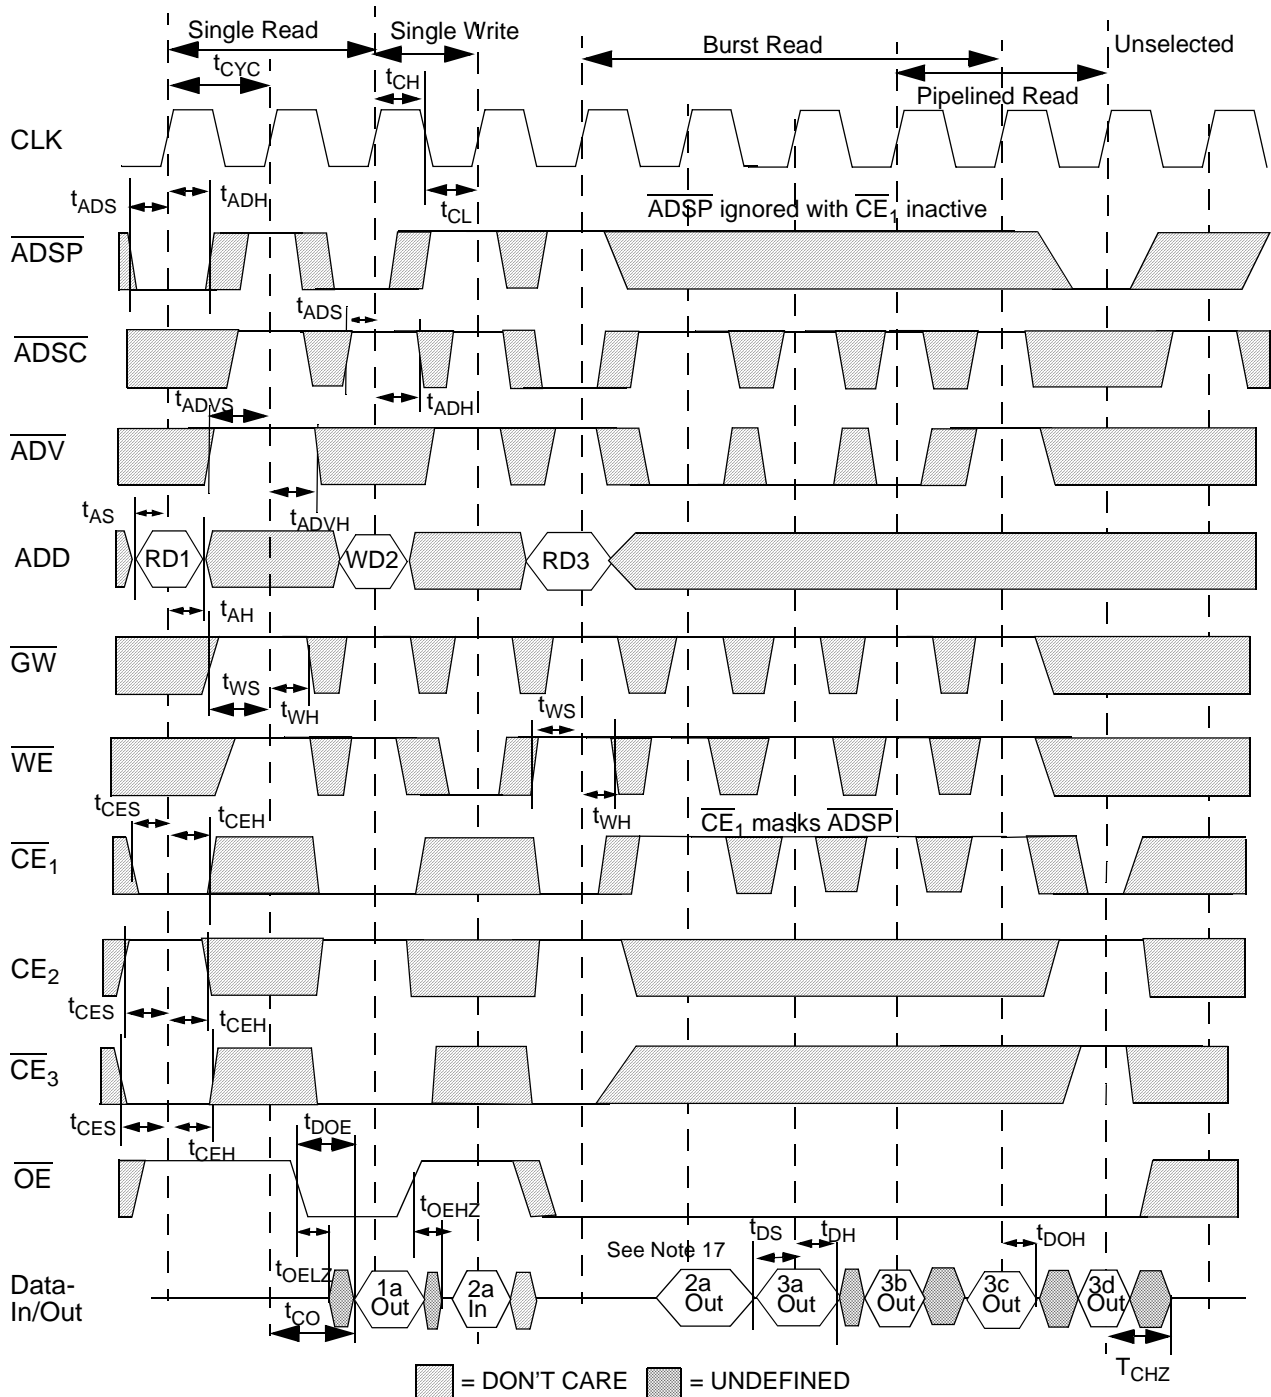 Single Read
Single Write
Burst Read
Unselected
tCYC
tCH
Pipelined Read
CLK
tADS
tADH
tCL
ADSP ignored with CE1 inactive
ADSP
tADS
ADSC
tADVS
tADH
ADV
tAS
tADVH
ADD
RD1
WD2
RD3
tAH
GW
tWS
tWH
tWS
WE
tCES
tCEH
tWH
CE1 masks ADSP
CE1
CE2
tCES
tCEH
CE3
tCES
tCEH
tDOE
OE
tOEHZ
See Note 17
tDS
tDH
tDOH
tOELZ
Data-
In/Out
1a
Out
2a
In
2a
Out
3a
Out
3b
Out
3c
Out
3d
Out
tCO
TCHZ
= DON'T CARE
= UNDEFINED